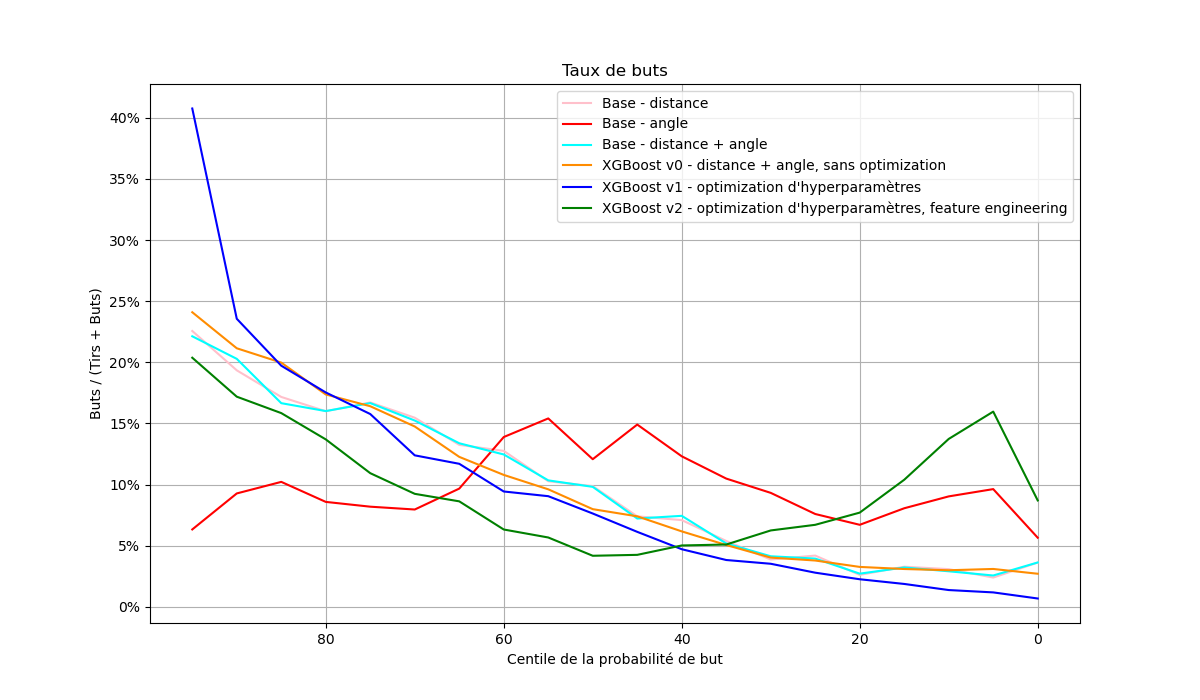 Taux de buts
Base - distance
Base - angle
Base - distance + angle
XGBoost v0 - distance + angle, sans optimization
XGBoost v1 - optimization d'hyperparamètres
XGBoost v2 - optimization d'hyperparamètres, feature engineering
Buts / (Tirs + Buts)
40%
35%
30%
25%
20%
15%
10%
5%
0%
80 60 40 20 0
Centile de la probabilité de but